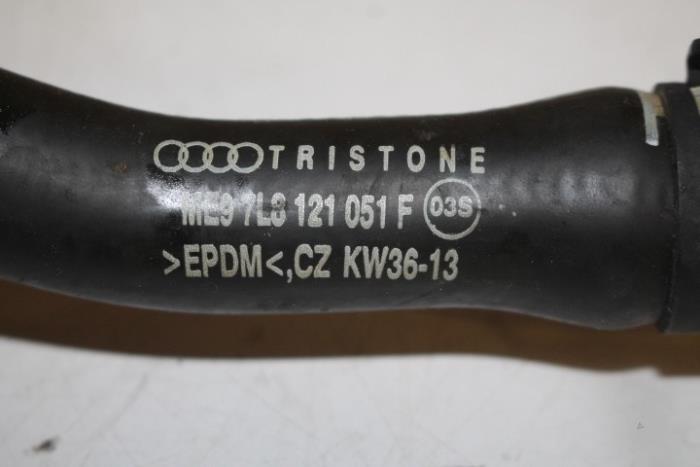 TRISTONE
ME9 7L8 121 051 F 03S
>EPDM<,CZ KW36-13